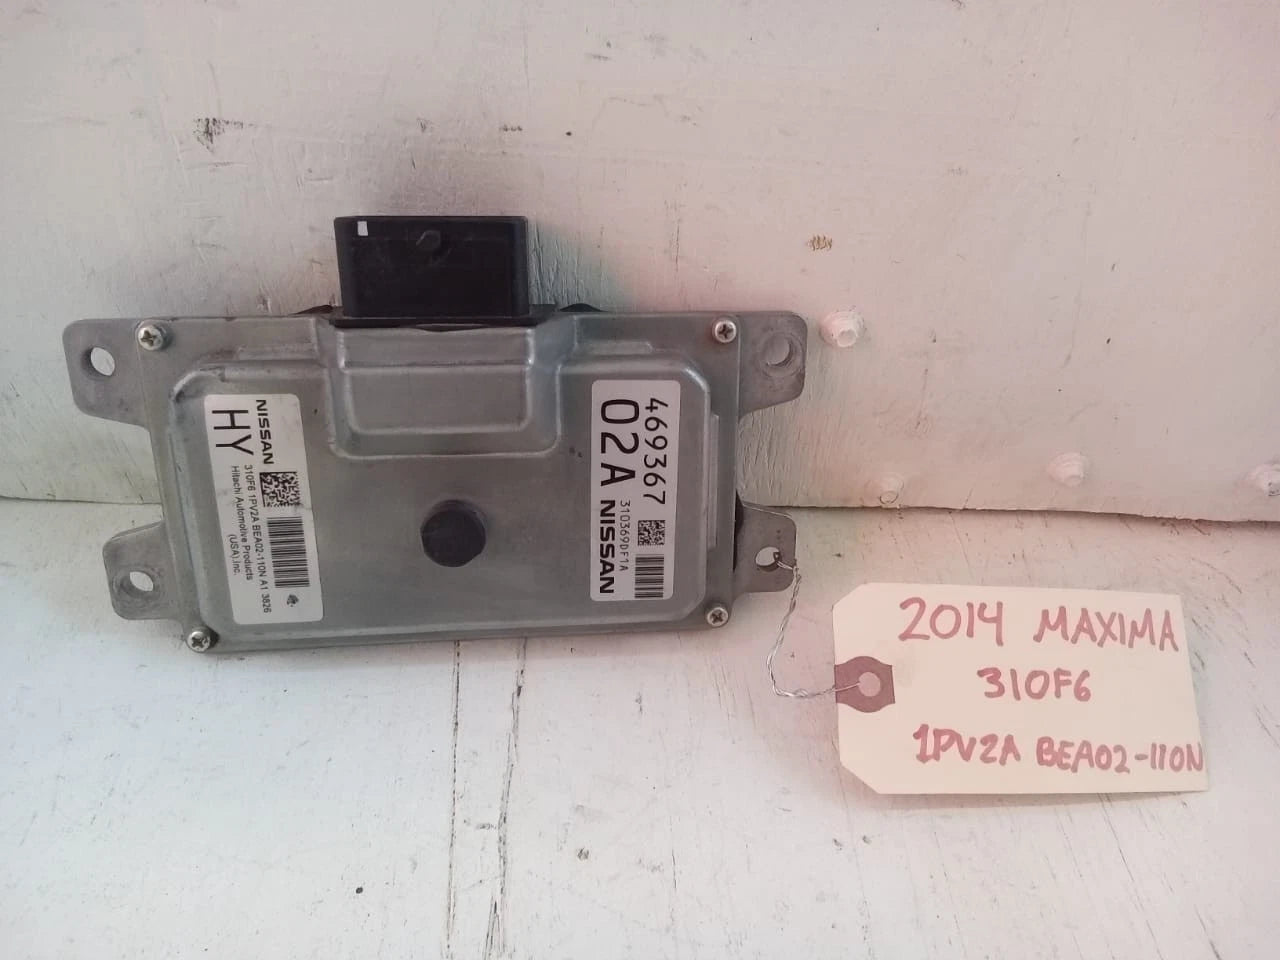 NISSAN
HY
310F6 1PV2A BEA02-110N A1 3826
Hitachi Automotive Products
(USA),Inc.
469367
02A
310369DF1A
NISSAN
2014 MAXIMA
310F6
1PV2A BEA02-110N